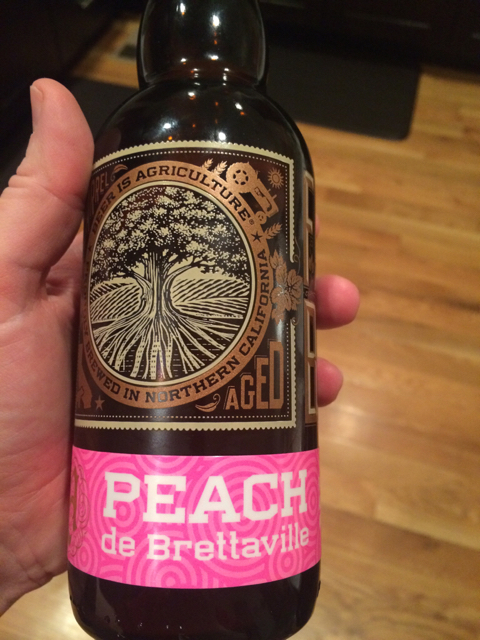 BEER IS AGRICULTURE
BREWED IN NORTHERN CALIFORNIA
AGED
PEACH
de Brettaville